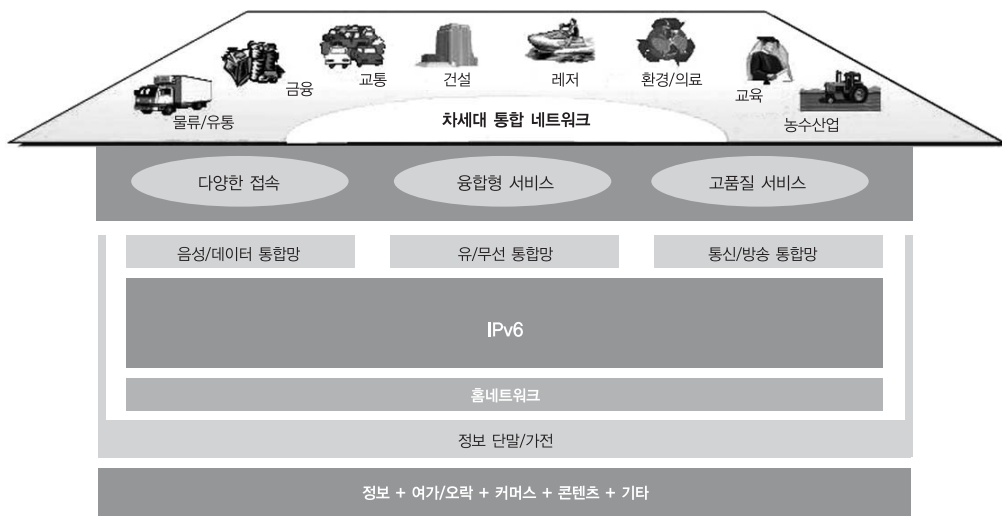 물류/유통
금융
교통
건설
레저
환경/의료
교육
농수산업
차세대 통합 네트워크
다양한 접속
융합형 서비스
고품질 서비스
음성/데이터 통합망
유/무선 통합망
통신/방송 통합망
IPv6
홈네트워크
정보 단말/가전
정보 + 여가/오락 + 커머스 + 콘텐츠 + 기타